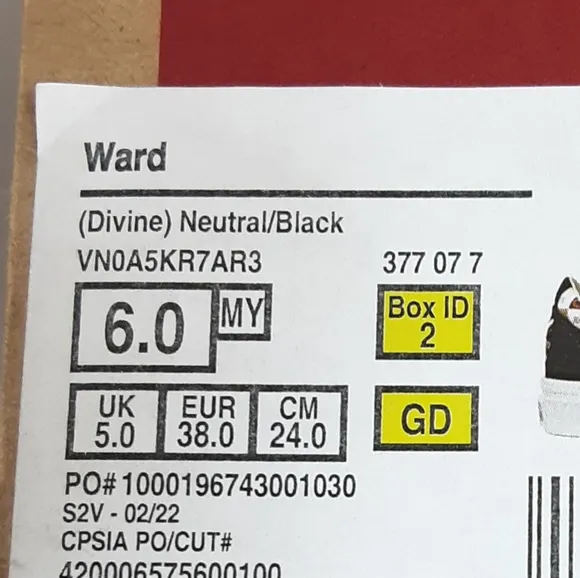 Ward
(Divine) Neutral/Black
VN0A5KR7AR3 377 07 7
6.0 MY
Box ID
2
UK EUR CM
5.0 38.0 24.0
GD
PO# 1000196743001030
S2V - 02/22
CPSIA PO/CUT#
420006575600100